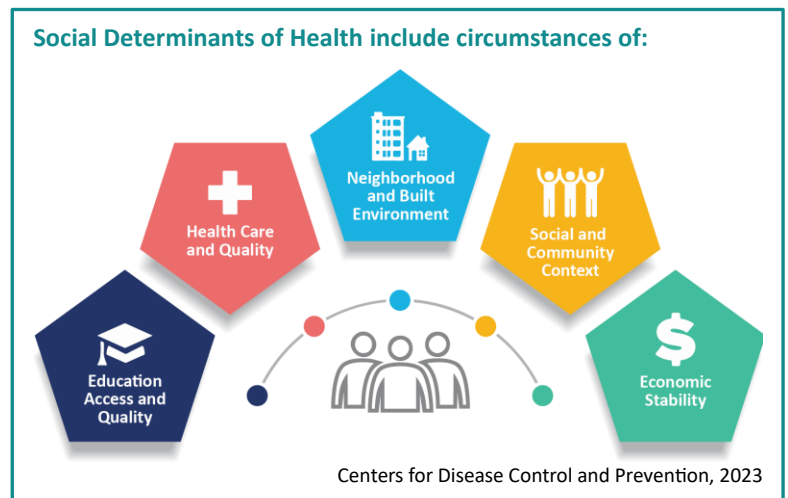 Social Determinants of Health include circumstances of:
Neighborhood
and Built
Environment
Health Care
and Quality
Social and
Community
Context
Education
Access and
Quality
$
Economic
Stability
Centers for Disease Control and Prevention, 2023